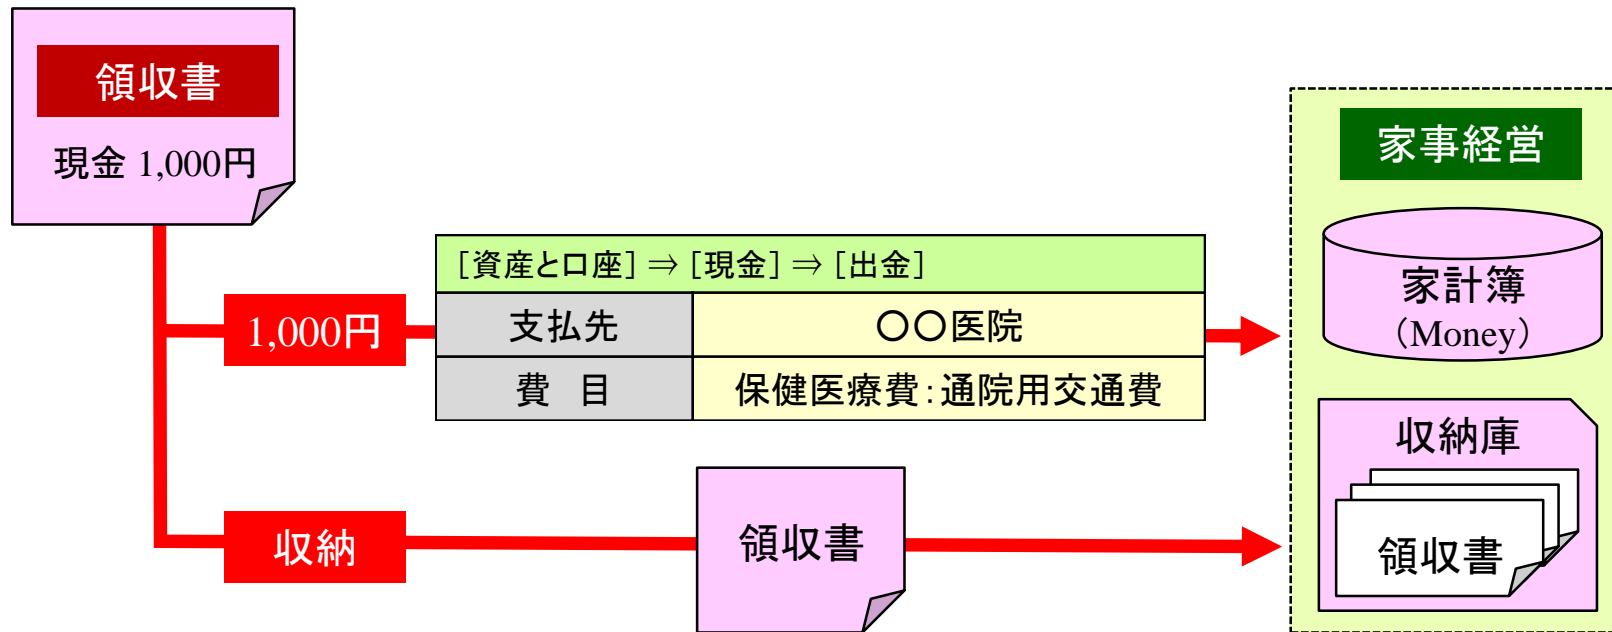 領収書
現金 1,000円
家事経営
[資産と口座] ⇒ [現金] ⇒ [出金]
1,000円
支払先
〇〇医院
費　目
保健医療費：通院用交通費
家計簿
（Money）
収納庫
収納
領収書
領収書